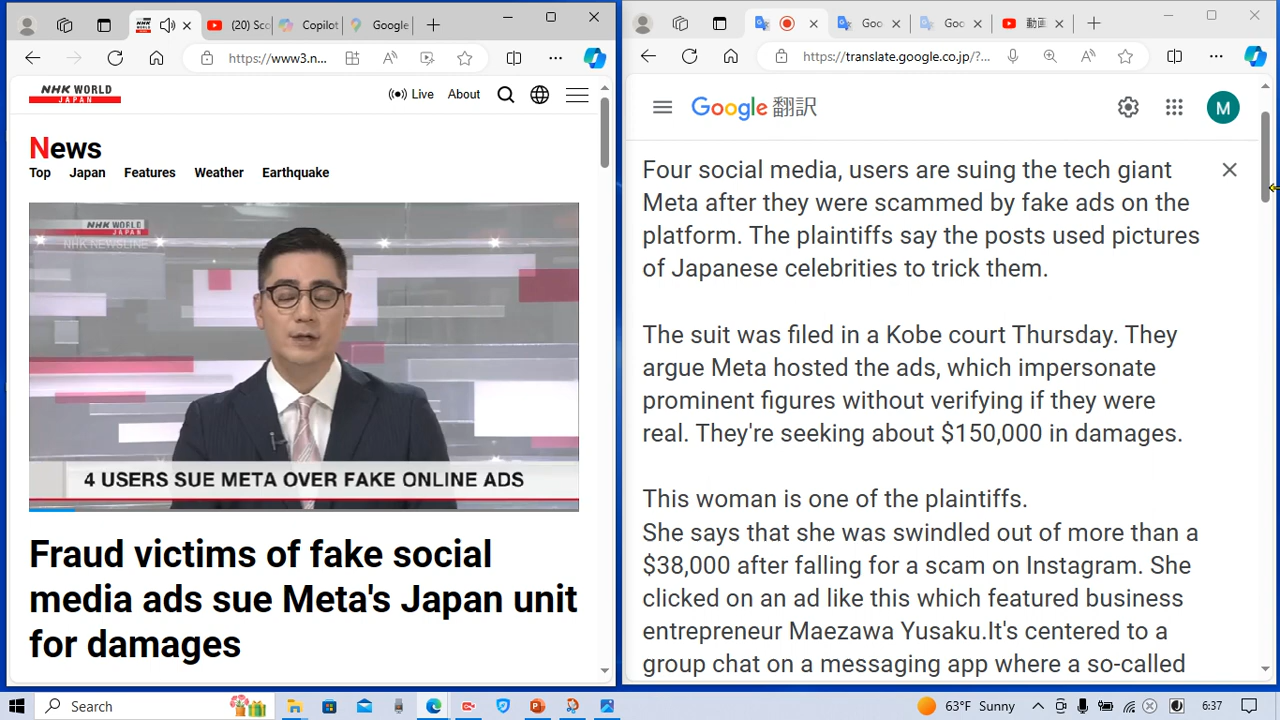 (20) Sco
Copilot
Google
https://www3.n...
NHK WORLD
JAPAN
Live
About
News
Top Japan Features Weather Earthquake
NHK WORLD
JAPAN
NHK NEWSLINE
4 USERS SUE META OVER FAKE ONLINE ADS
Fraud victims of fake social
media ads sue Meta's Japan unit
for damages
Goo
Goo
動画
https://translate.google.co.jp/?...
Google 翻訳
M
Four social media, users are suing the tech giant
Meta after they were scammed by fake ads on the
platform. The plaintiffs say the posts used pictures
of Japanese celebrities to trick them.
The suit was filed in a Kobe court Thursday. They
argue Meta hosted the ads, which impersonate
prominent figures without verifying if they were
real. They're seeking about $150,000 in damages.
This woman is one of the plaintiffs.
She says that she was swindled out of more than a
$38,000 after falling for a scam on Instagram. She
clicked on an ad like this which featured business
entrepreneur Maezawa Yusaku.It's centered to a
group chat on a messaging app where a so-called
Search
63°F Sunny
6:37